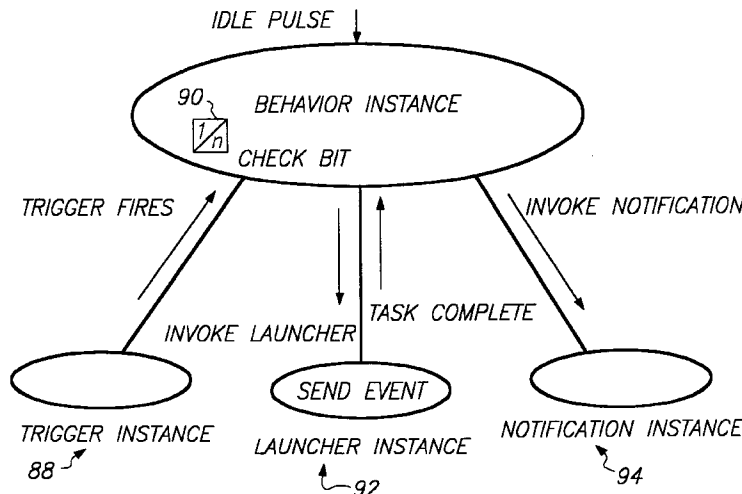 IDLE PULSE
90
BEHAVIOR INSTANCE
1/n
CHECK BIT
TRIGGER FIRES
INVOKE NOTIFICATION
INVOKE LAUNCHER
TASK COMPLETE
SEND EVENT
TRIGGER INSTANCE
LAUNCHER INSTANCE
NOTIFICATION INSTANCE
88
92
94